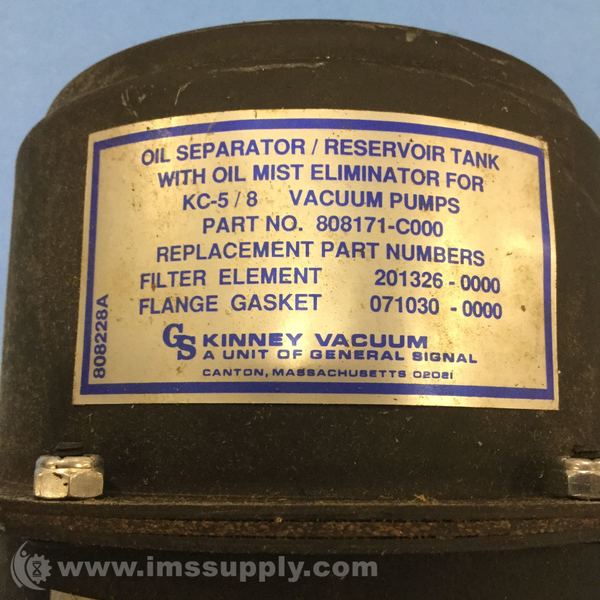 OIL SEPARATOR / RESERVOIR TANK
WITH OIL MIST ELIMINATOR FOR
KC-5 / 8 VACUUM PUMPS
PART NO. 808171-C000
REPLACEMENT PART NUMBERS
FILTER ELEMENT 201326 - 0000
FLANGE GASKET 071030 - 0000
GS KINNEY VACUUM
A UNIT OF GENERAL SIGNAL
CANTON, MASSACHUSETTS 02021
808228A
www.imssupply.com